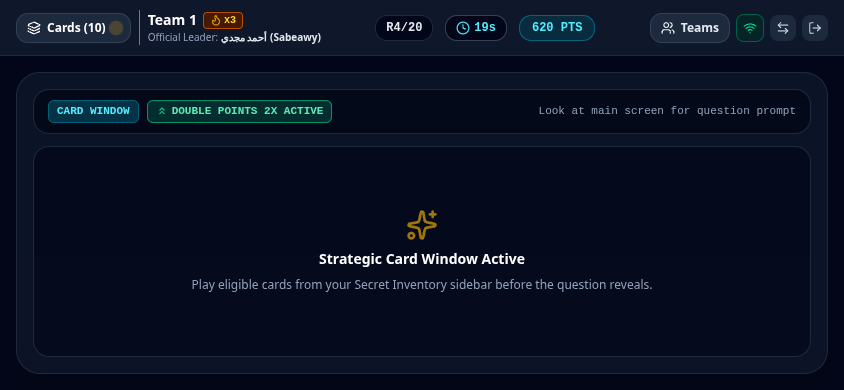 Cards (10)
Team 1 x3
Official Leader: أحمد مجدي (Sabeawy)
R4/20
19s
620 PTS
Teams
CARD WINDOW
DOUBLE POINTS 2X ACTIVE
Look at main screen for question prompt
Strategic Card Window Active
Play eligible cards from your Secret Inventory sidebar before the question reveals.